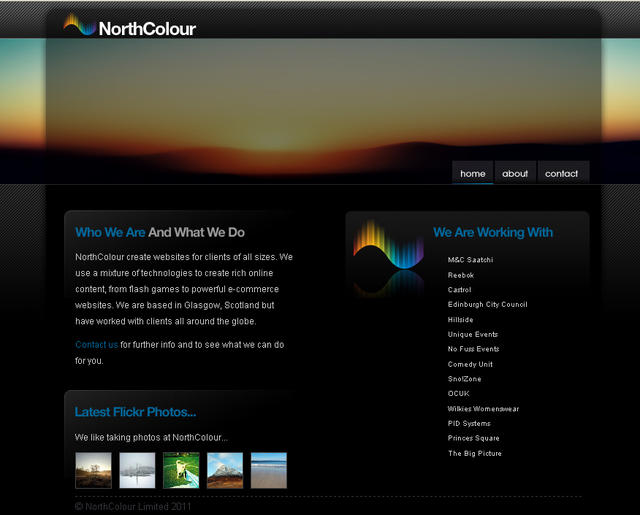 NorthColour
home about contact
Who We Are And What We Do
NorthColour create websites for clients of all sizes. We
use a mixture of technologies to create rich online
content, from flash games to powerful e-commerce
websites. We are based in Glasgow, Scotland but
have worked with clients all around the globe.
Contact us for further info and to see what we can do
for you.
Latest Flickr Photos...
We like taking photos at NorthColour...
We Are Working With
M&C Saatchi
Reebok
Castrol
Edinburgh City Council
Hillside
Unique Events
No Fuss Events
Comedy Unit
Sno!Zone
OCUK
Wilkies Womenswear
PID Systems
Princes Square
The Big Picture
© NorthColour Limited 2011